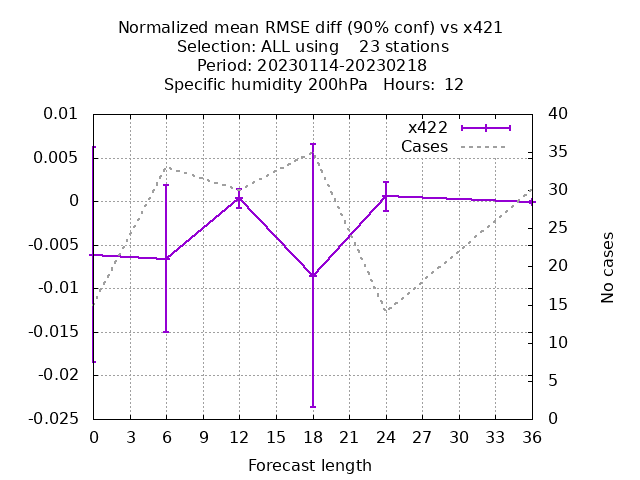 Normalized mean RMSE diff (90% conf) vs x421
Selection: ALL using    23 stations
Period: 20230114-20230218
Specific humidity 200hPa   Hours:  12
0.01
0.005
0
-0.005
-0.01
-0.015
-0.02
-0.025
40
35
30
25
20
15
10
5
0
x422
Cases
No cases
0 3 6 9 12 15 18 21 24 27 30 33 36
Forecast length